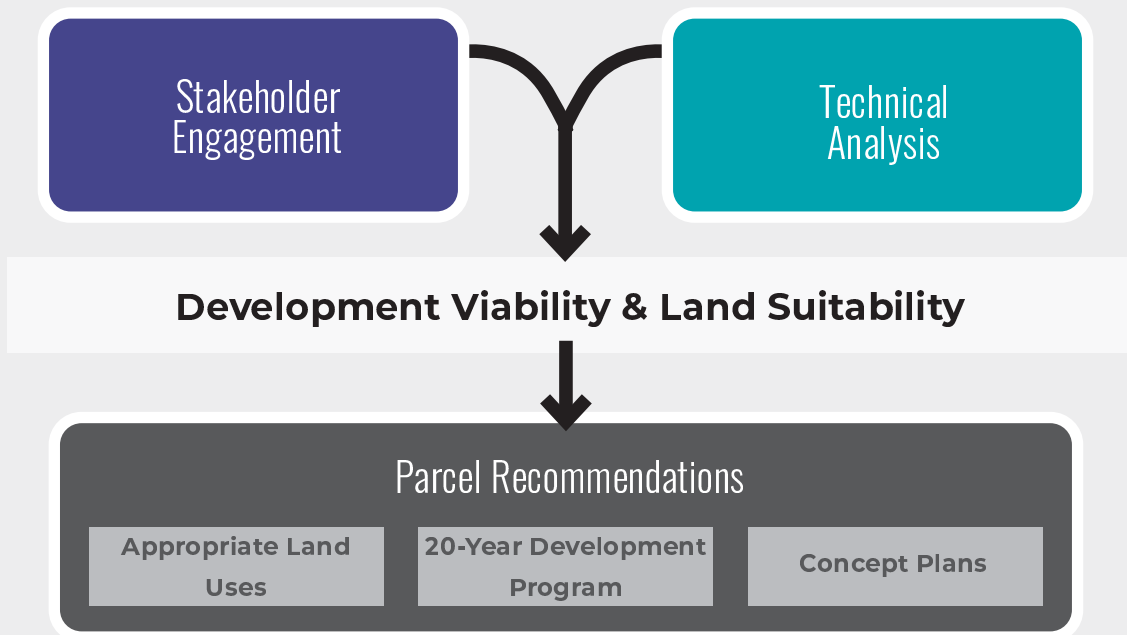 Stakeholder
Engagement
Technical
Analysis
Development Viability & Land Suitability
Parcel Recommendations
Appropriate Land
Uses
20-Year Development
Program
Concept Plans